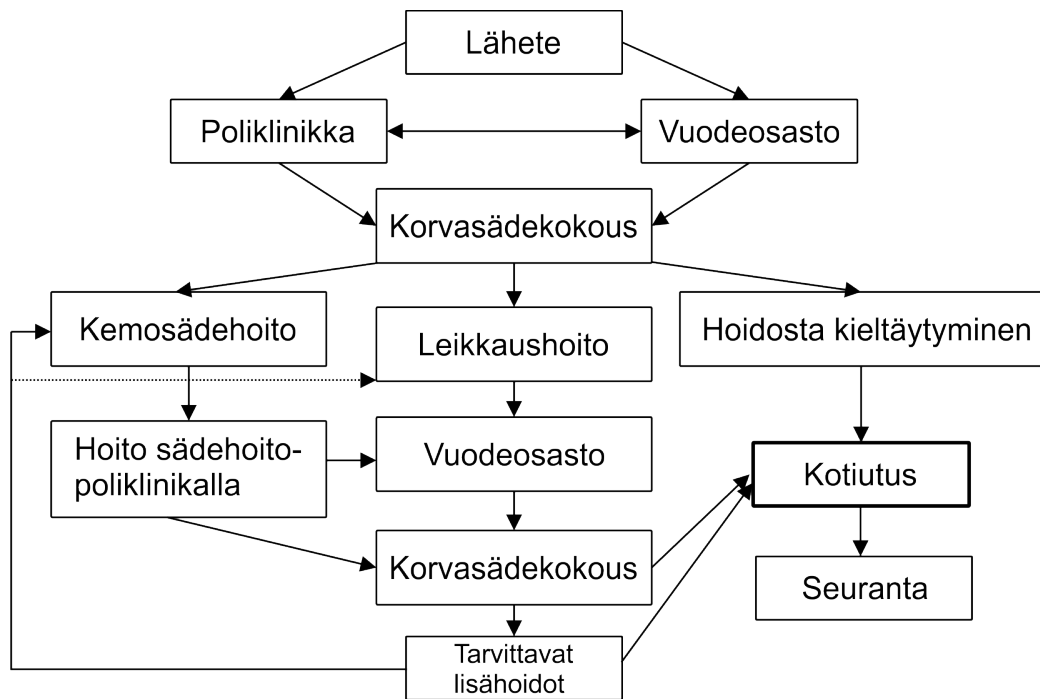 Lähete
Poliklinikka
Vuodeosasto
Korvasädekokous
Kemosädehoito
Leikkaushoito
Hoidosta kieltäytyminen
Hoito sädehoito-
poliklinikalla
Vuodeosasto
Kotiutus
Korvasädekokous
Seuranta
Tarvittavat
lisähoidot